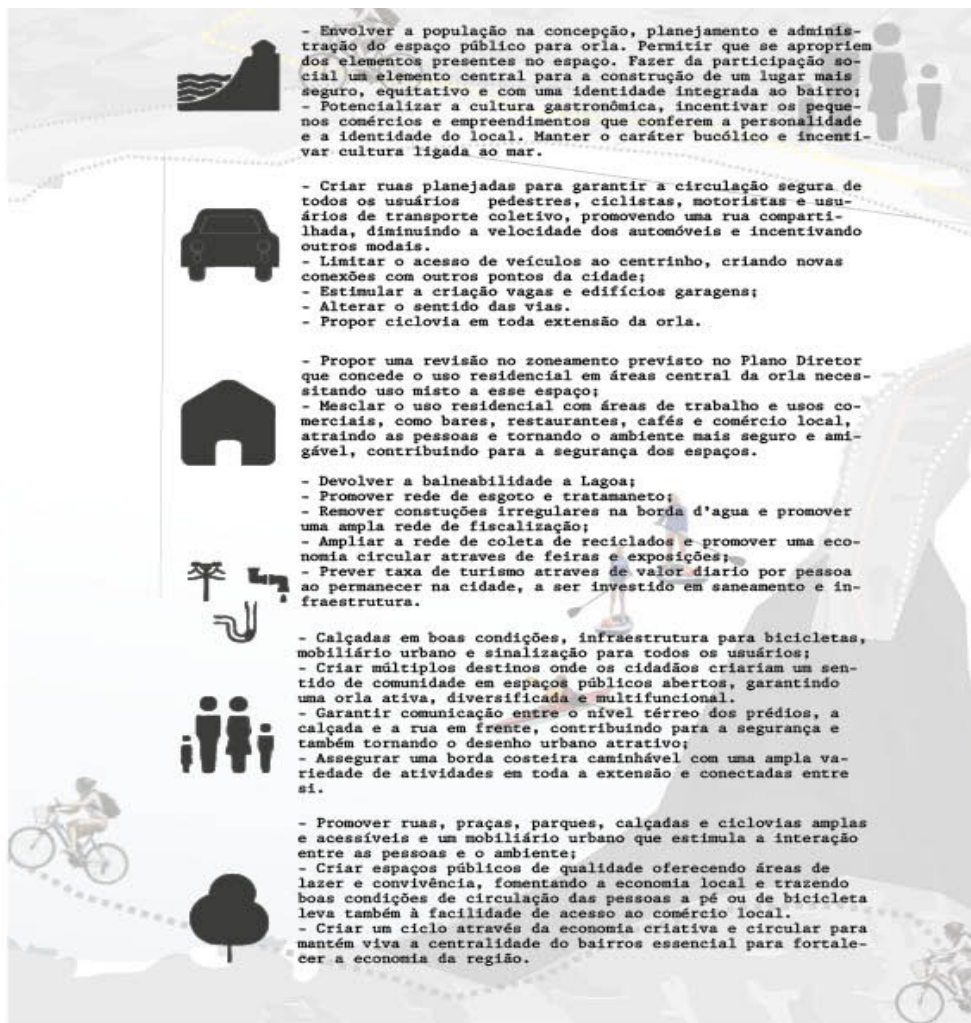 - Envolver a população na concepção, planejamento e adminis-
tração do espaço público para orla. Permitir que se apropriem
dos elementos presentes no espaço. Fazer da participação so-
cial um elemento central para a construção de um lugar mais
seguro, equitativo e com uma identidade integrada ao bairro;
- Potencializar a cultura gastronômica, incentivar os peque-
nos comércios e empreendimentos que conferem a personalidade
e a identidade do local. Manter o caráter bucólico e incenti-
var cultura ligada ao mar.
- Criar ruas planejadas para garantir a circulação segura de
todos os usuários pedestres, ciclistas, motoristas e usu-
ários de transporte coletivo, promovendo uma rua comparti-
lhada, diminuindo a velocidade dos automóveis e incentivando
outros modais.
- Limitar o acesso de veículos ao centrinho, criando novas
conexões com outros pontos da cidade;
- Estimular a criação vagas e edifícios garagens;
- Alterar o sentido das vias.
- Propor ciclovia em toda extensão da orla.
- Propor uma revisão no zoneamento previsto no Plano Diretor
que concede o uso residencial em áreas central da orla neces-
sitando uso misto a esse espaço;
- Mesclar o uso residencial com áreas de trabalho e usos co-
merciais, como bares, restaurantes, cafés e comércio local,
atraindo as pessoas e tornando o ambiente mais seguro e ami-
gável, contribuindo para a segurança dos espaços.
- Devolver a balneabilidade a Lagoa;
- Promover rede de esgoto e tratamaneto;
- Remover constuções irregulares na borda d'agua e promover
uma ampla rede de fiscalização;
- Ampliar a rede de coleta de reciclados e promover uma eco-
nomia circular atraves de feiras e exposições;
- Prever taxa de turismo atraves de valor diario por pessoa
ao permanecer na cidade, a ser investido em saneamento e in-
fraestrutura.
- Calçadas em boas condições, infraestrutura para bicicletas,
mobiliário urbano e sinalização para todos os usuários;
- Criar múltiplos destinos onde os cidadãos criariam um sen-
tido de comunidade em espaços públicos abertos, garantindo
uma orla ativa, diversificada e multifuncional.
- Garantir comunicação entre o nível térreo dos prédios, a
calçada e a rua em frente, contribuindo para a segurança e
também tornando o desenho urbano atrativo;
- Assegurar uma borda costeira caminhável com uma ampla va-
riedade de atividades em toda a extensão e conectadas entre
si.
- Promover ruas, praças, parques, calçadas e ciclovias amplas
e acessíveis e um mobiliário urbano que estimula a interação
entre as pessoas e o ambiente;
- Criar espaços públicos de qualidade oferecendo áreas de
lazer e convivência, fomentando a economia local e trazendo
boas condições de circulação das pessoas a pé ou de bicicleta
leva também à facilidade de acesso ao comércio local.
- Criar um ciclo através da economia criativa e circular para
mantém viva a centralidade do bairros essencial para fortale-
cer a economia da região.